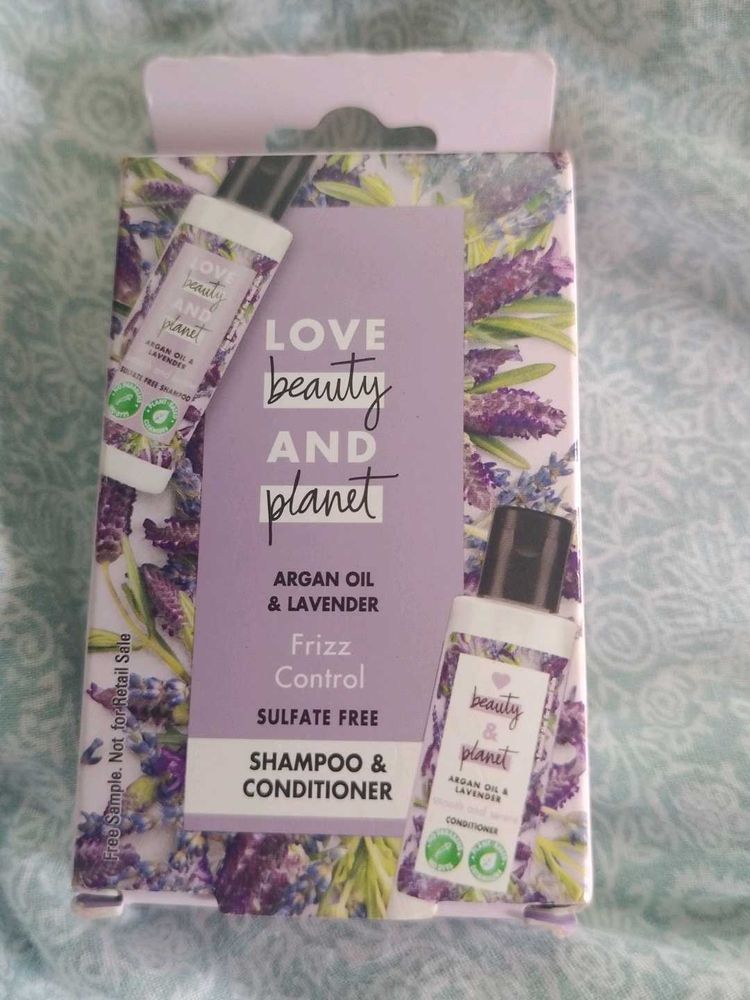 LOVE
beauty
AND
planet
ARGAN OIL
& LAVENDER
Frizz
Control
SULFATE FREE
SHAMPOO &
CONDITIONER
LOVE
beauty
AND
planet
ARGAN OIL &
LAVENDER
SULFATE FREE SHAMPOO
beauty
&
planet
ARGAN OIL &
LAVENDER
smooth and serene
CONDITIONER
Free Sample. Not for Retail Sale